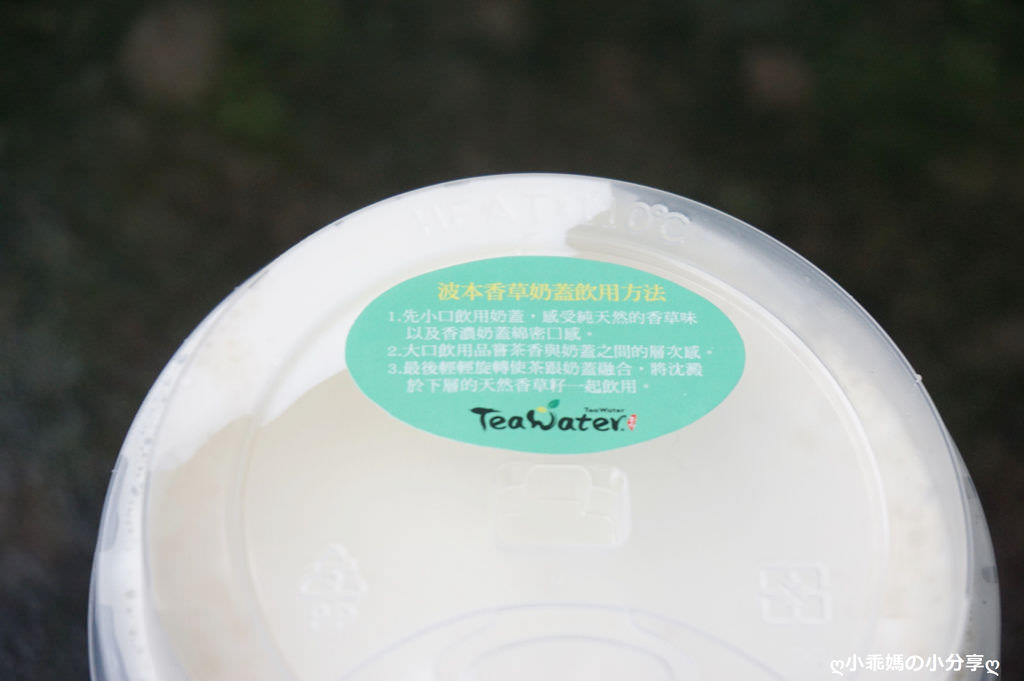 波本香草奶蓋飲用方法
1.先小口飲用奶蓋，感受純天然的香草味
以及香濃奶蓋綿密口感。
2.大口飲用品嘗茶香與奶蓋之間的層次感。
3.最後輕輕旋轉使茶跟奶蓋融合，將沈澱
於下層的天然香草籽一起飲用。
TeaWater
TeaWater
ღ小乖媽の小分享ღ